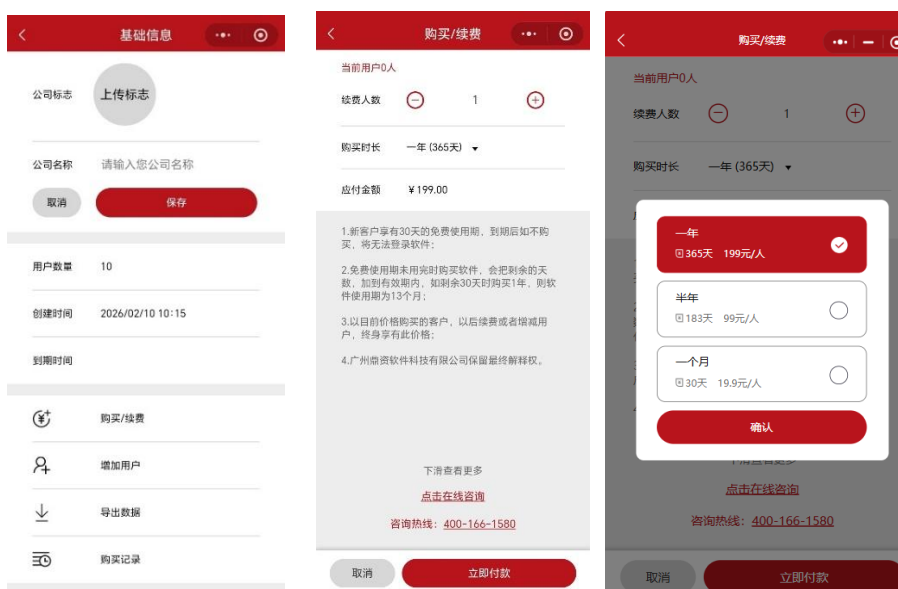 基础信息
公司标志
上传标志
公司名称 请输入您公司名称
取消 保存
用户数量 10
创建时间 2026/02/10 10:15
到期时间
购买/续费
增加用户
导出数据
购买记录
购买/续费
当前用户0人
续费人数 1
购买时长 一年 (365天)
应付金额 ¥199.00
1.新客户享有30天的免费使用期, 到期后如不购
买, 将无法登录软件;
2.免费使用期未用完时购买软件, 会把剩余的天
数, 加到有效期内, 如剩余30天时购买1年, 则软
件使用期为13个月;
3.以目前价格购买的客户, 以后续费或者增减用
户, 终身享有此价格;
4.广州鼎资软件科技有限公司保留最终解释权。
下滑查看更多
点击在线咨询
咨询热线: 400-166-1580
取消 立即付款
购买/续费
当前用户0人
续费人数 1
购买时长 一年 (365天)
一年
365天 199元/人
半年
183天 99元/人
一个月
30天 19.9元/人
确认
下滑查看更多
点击在线咨询
咨询热线: 400-166-1580
取消 立即付款